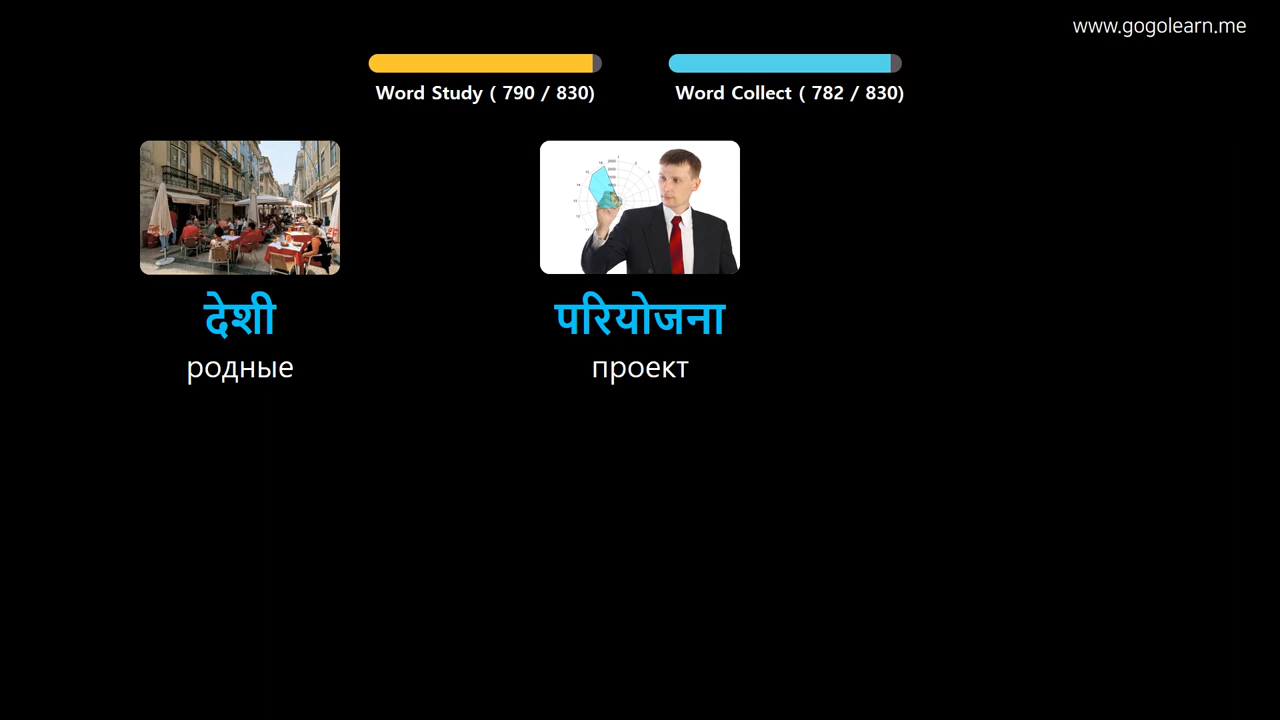 www.gogolearn.me
Word Study ( 790 / 830)
Word Collect ( 782 / 830)
देशी
родные
परियोजना
проект